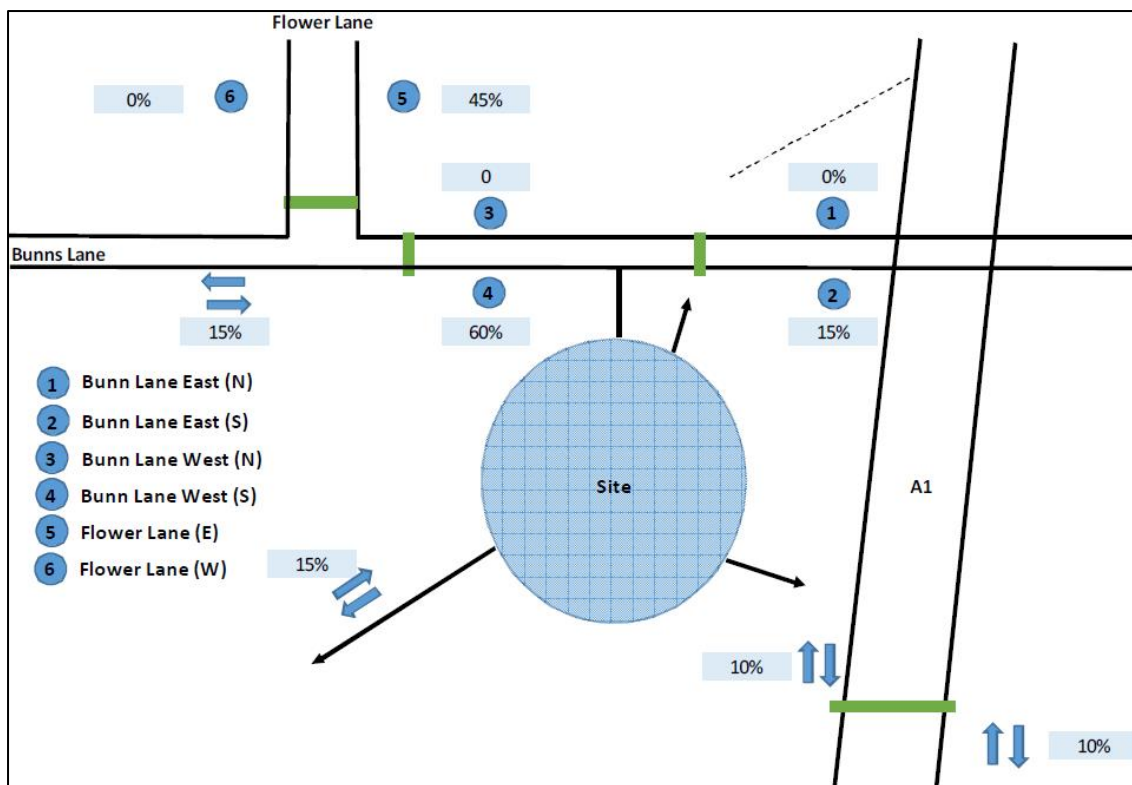 Flower Lane
0%
6
5
45%
0
0%
3
1
Bunns Lane
4
2
15%
60%
15%
1 Bunn Lane East (N)
2 Bunn Lane East (S)
3 Bunn Lane West (N)
4 Bunn Lane West (S)
5 Flower Lane (E)
6 Flower Lane (W)
Site
A1
15%
10%
10%